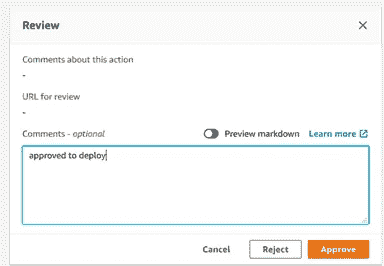 Review
Comments about this action
-
URL for review
-
Comments - optional Preview markdown Learn more
approved to deploy
Cancel Reject Approve